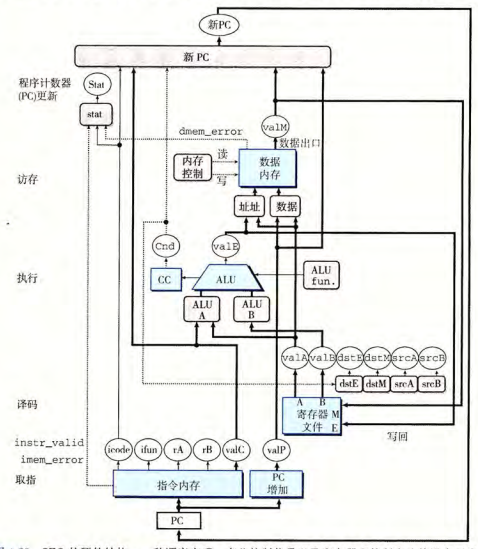 新PC
新 PC
程序计数器
(PC)更新
Stat
stat
dmem_error
valM
数据出口
访存
内存
控制
读
写
数据
内存
址址
数据
Cnd
valE
执行
CC
ALU
ALU
fun.
ALU
A
ALU
B
valA
valB
dstE
dstM
srcA
srcB
dstE
dstM
srcA
srcB
译码
A
B
寄存器
文件
M
E
写回
instr_valid
imem_error
icode
ifun
rA
rB
valC
valP
取指
指令内存
PC
增加
PC